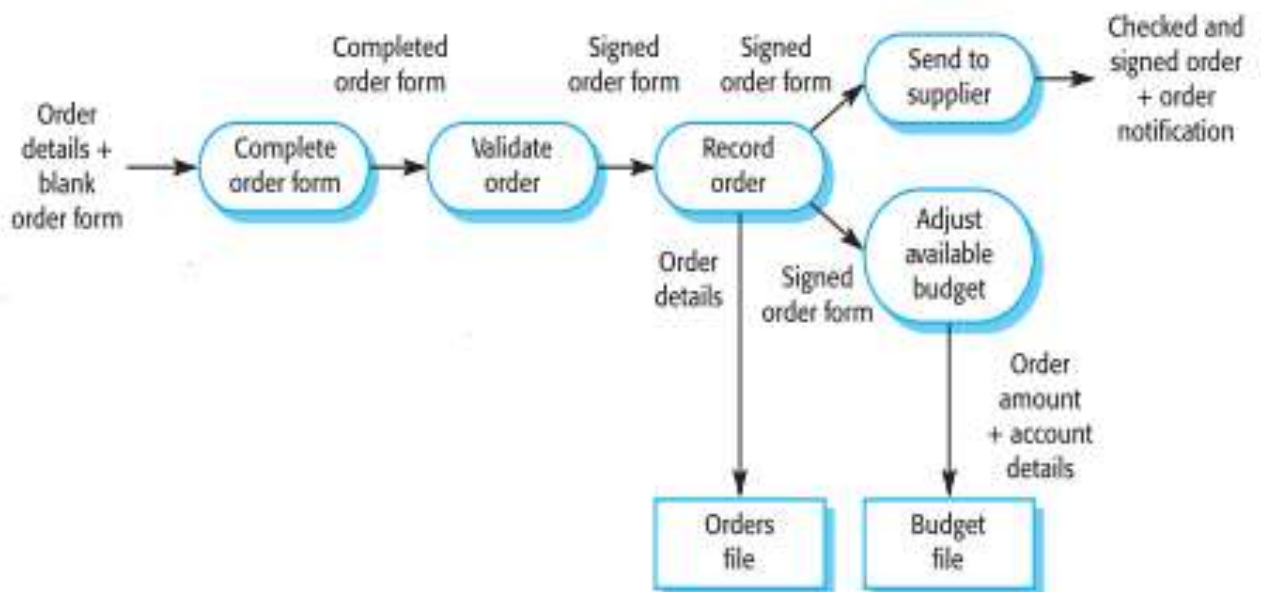 Order
details +
blank
order form
Complete
order form
Completed
order form
Validate
order
Signed
order form
Record
order
Signed
order form
Send to
supplier
Checked and
signed order
+ order
notification
Order
details
Signed
order form
Adjust
available
budget
Order
amount
+ account
details
Orders
file
Budget
file